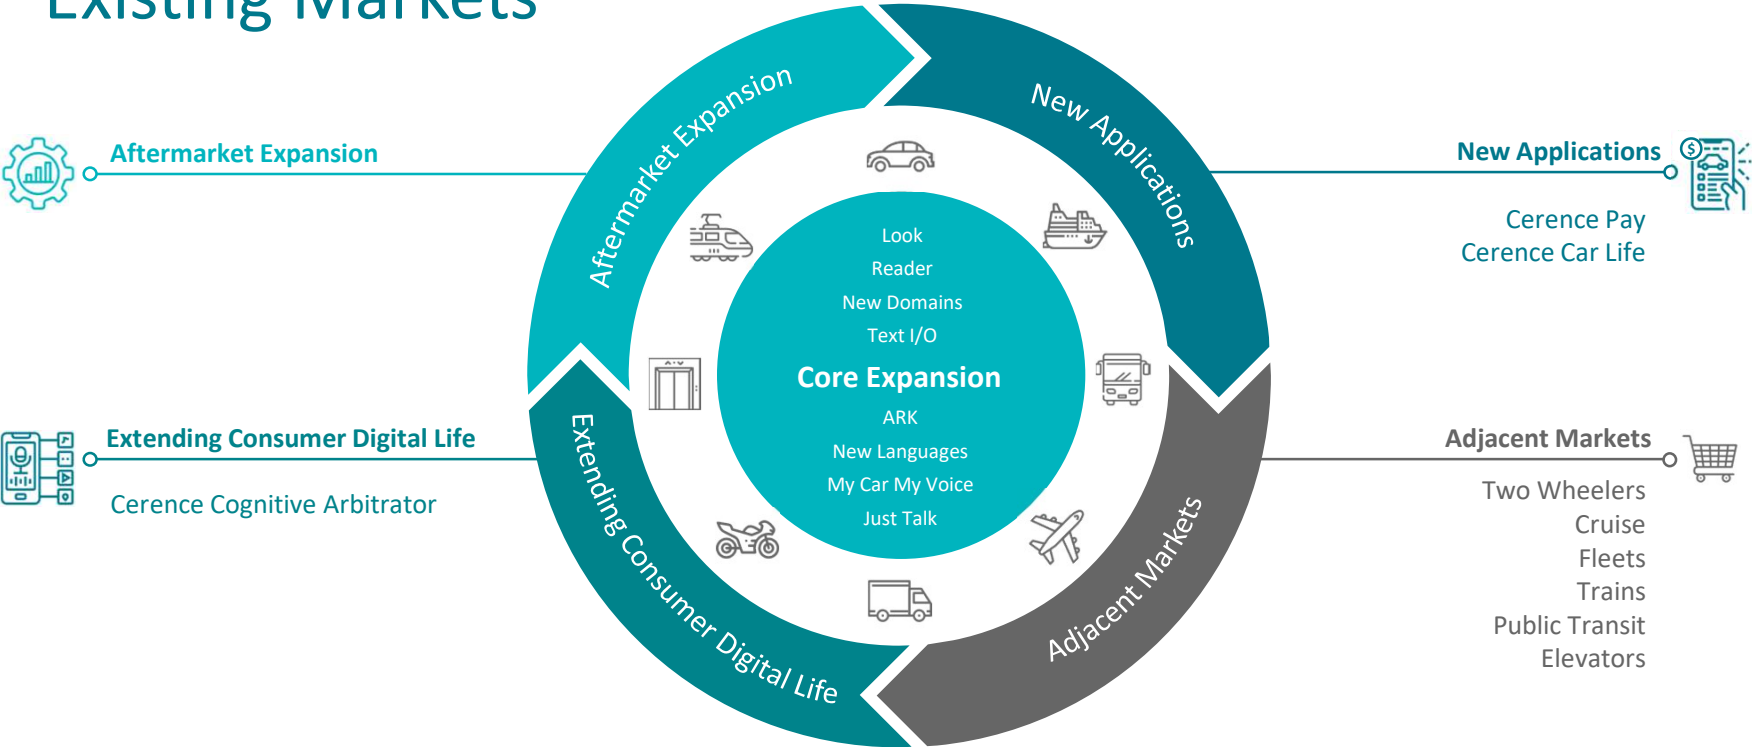 Existing Markets
Aftermarket Expansion
New Applications
Aftermarket Expansion
New Applications
Cerence Pay
Cerence Car Life
Look
Reader
New Domains
Text I/O
Core Expansion
ARK
New Languages
My Car My Voice
Just Talk
Extending Consumer Digital Life
Cerence Cognitive Arbitrator
Extending Consumer Digital Life
Adjacent Markets
Adjacent Markets
Two Wheelers
Cruise
Fleets
Trains
Public Transit
Elevators